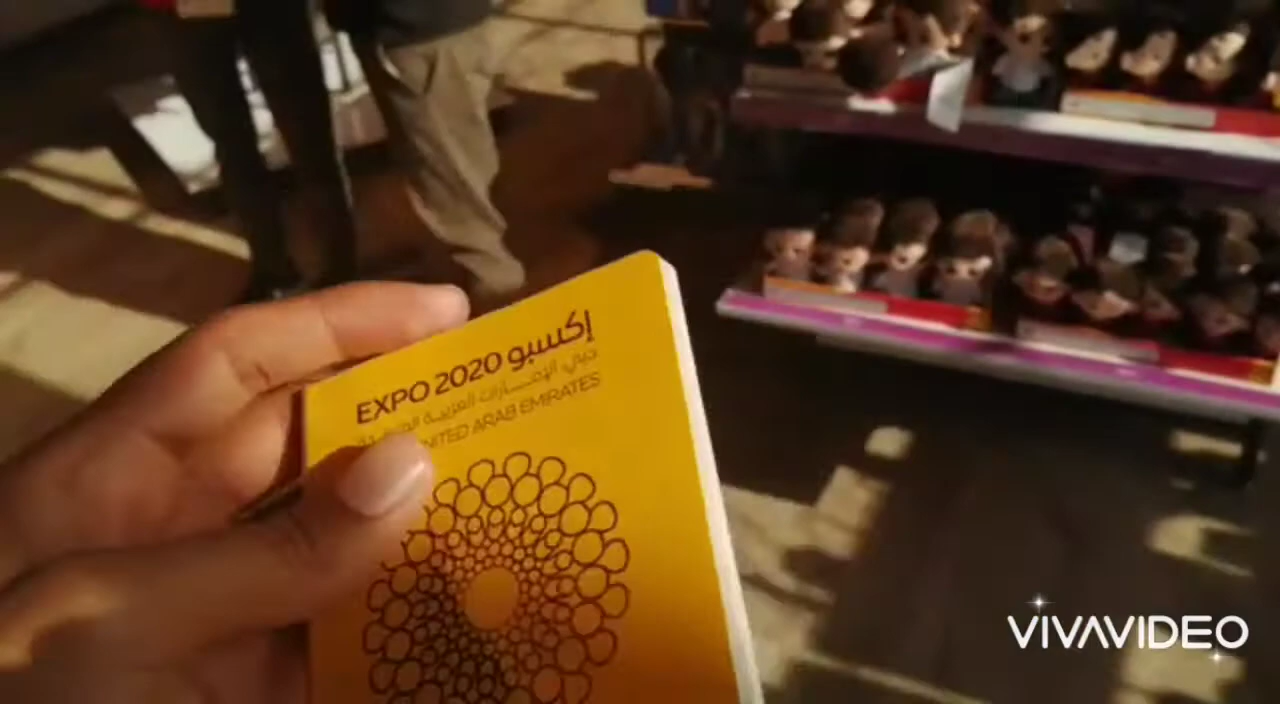 إكسبو EXPO 2020
دبي، الإمارات العربية المتحدة
UNITED ARAB EMIRATES
VIVAVIDEO